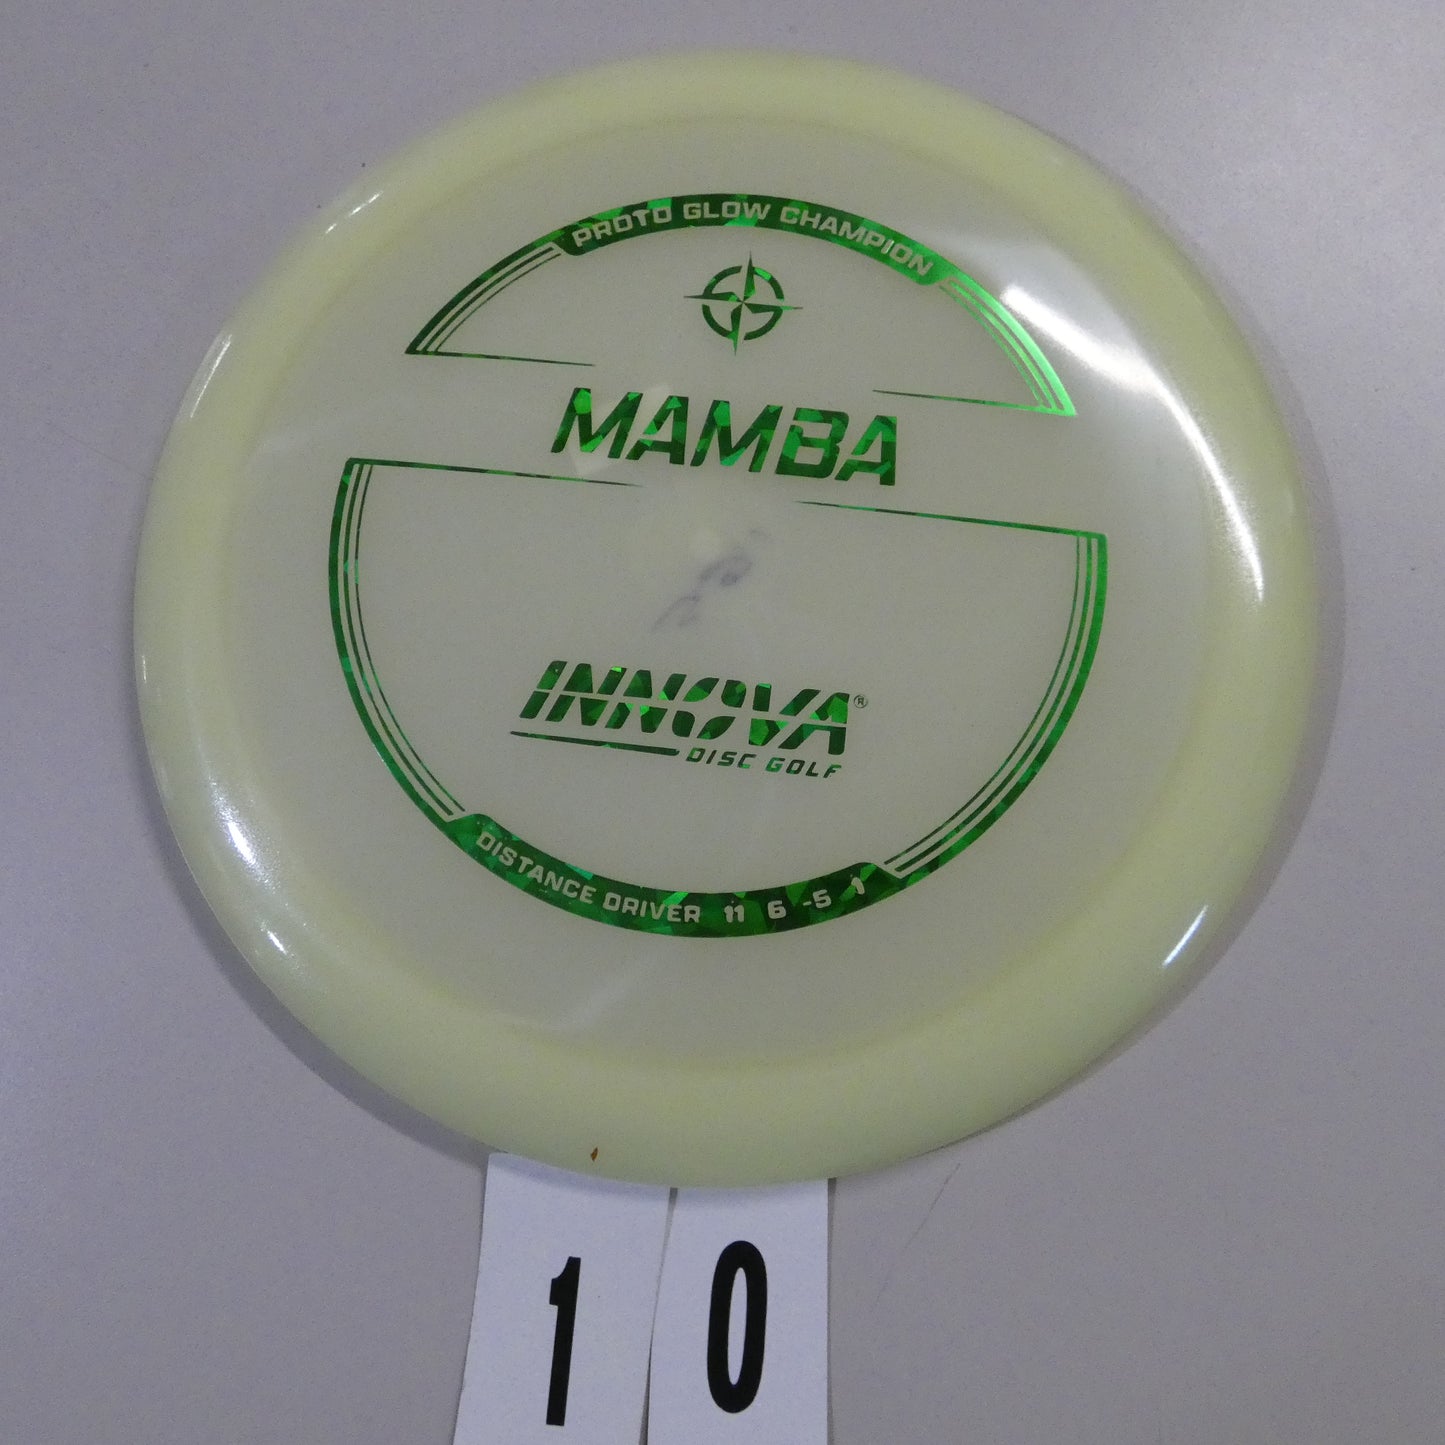 PROTO GLOW CHAMPION
MAMBA
INNOVA®
DISC GOLF
DISTANCE DRIVER 11 6 -5 1
1 0